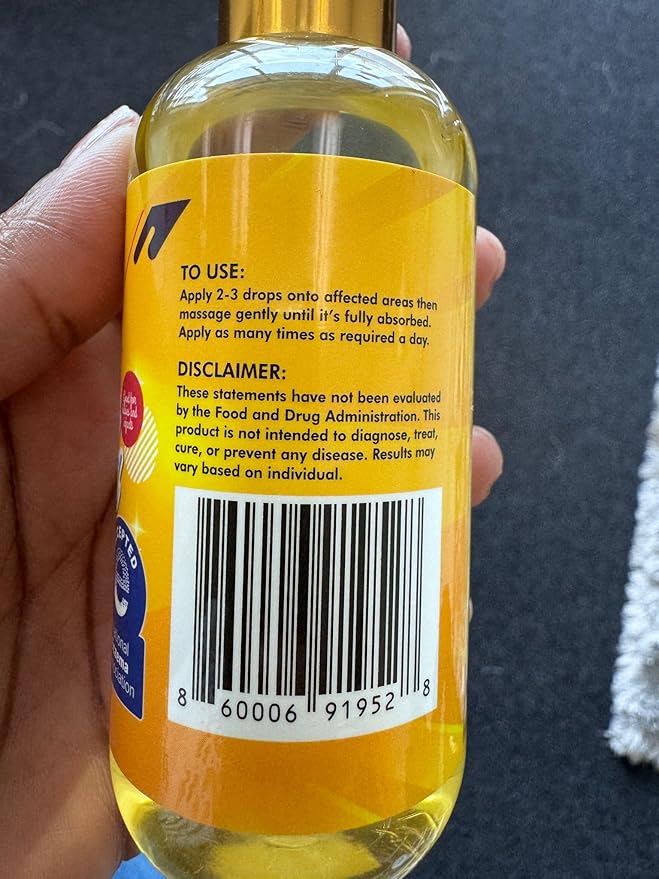 TO USE:
Apply 2-3 drops onto affected areas then
massage gently until it's fully absorbed.
Apply as many times as required a day.
DISCLAIMER:
These statements have not been evaluated
by the Food and Drug Administration. This
product is not intended to diagnose, treat,
cure, or prevent any disease. Results may
vary based on individual.
8 60006 91952 8